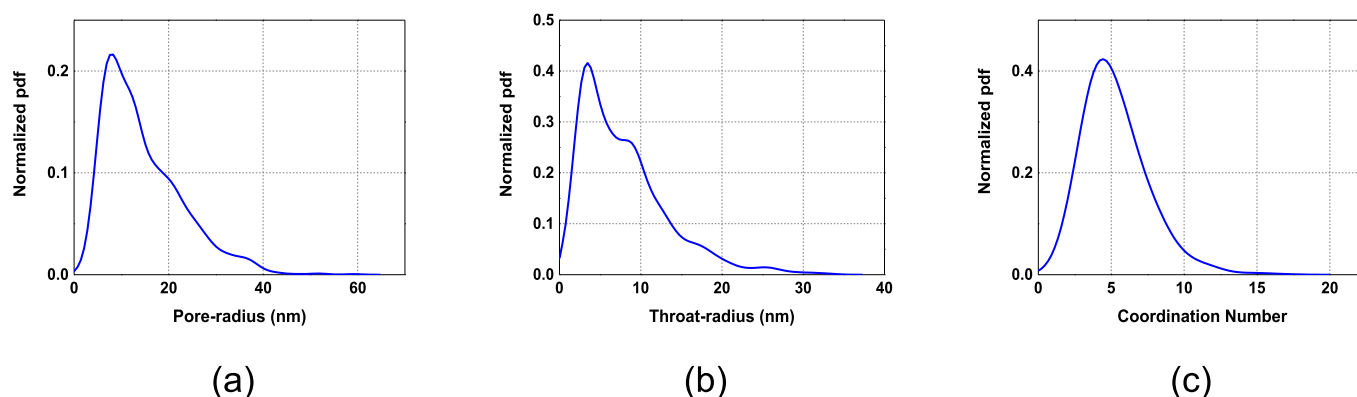 Normalized pdf
0.2
0.1
0.0
0 20 40 60
Pore-radius (nm)
(a)
Normalized pdf
0.5
0.4
0.3
0.2
0.1
0.0
0 10 20 30 40
Throat-radius (nm)
(b)
Normalized pdf
0.4
0.2
0.0
0 5 10 15 20
Coordination Number
(c)